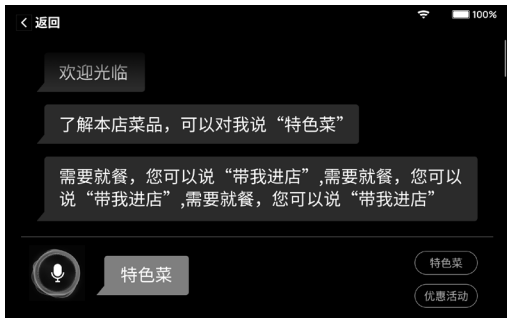 返回
100%
欢迎光临
了解本店菜品，可以对我说“特色菜”
需要就餐，您可以说“带我进店”,需要就餐，您可以
说“带我进店”,需要就餐，您可以说“带我进店”
特色菜
特色菜
优惠活动